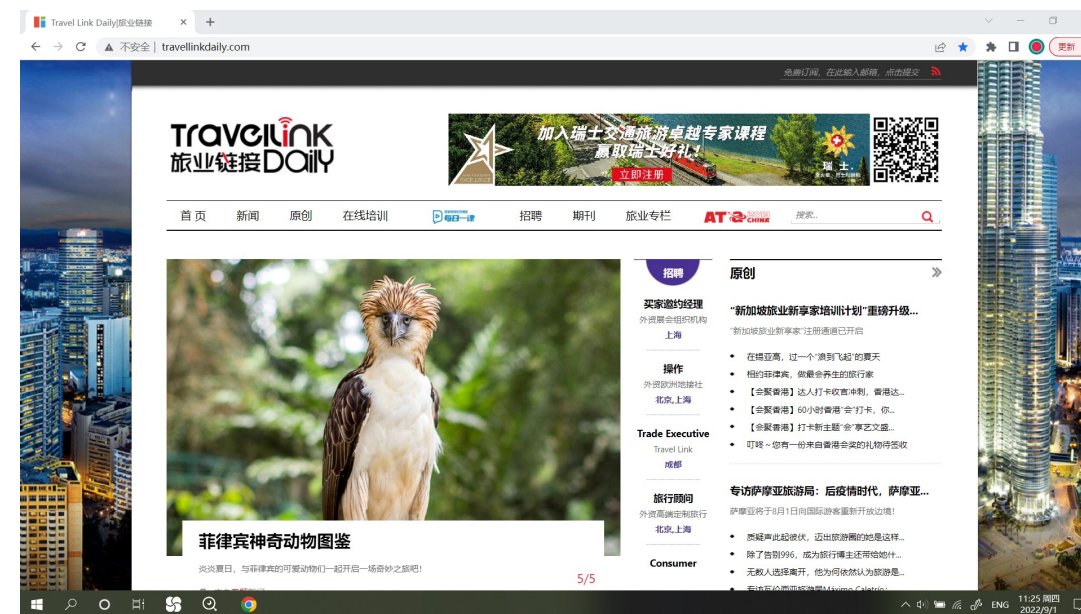 Travel Link Daily|旅业链接
更新
不安全 | travellinkdaily.com
免费订阅，在此输入邮箱，点击提交
Travellink
旅业链接Daily
加入瑞士交通旅游卓越专家课程
赢取瑞士好礼！
立即注册
瑞士.
首页 新闻 原创 在线培训 每日一课 招聘 期刊 旅业专栏 CHINA 搜索..
招聘
买家邀约经理
外资展会组织机构
上海
操作
外资欧洲地接社
北京,上海
Trade Executive
Travel Link
成都
旅行顾问
外资高端定制旅行
北京,上海
Consumer
原创
“新加坡旅业新享家培训计划”重磅升级...
“新加坡旅业新享家”注册通道已开启
在锡亚高，过一个“浪到飞起”的夏天
相约菲律宾，做最会养生的旅行家
【会聚香港】达人打卡收官冲刺，香港达...
【会聚香港】60小时香港“会”打卡，你...
【会聚香港】打卡新主题“会”享艺文盛...
叮咚～您有一份来自香港会奖的礼物待签收
专访萨摩亚旅游局：后疫情时代，萨摩亚...
萨摩亚将于8月1日向国际游客重新开放边境！
质疑声此起彼伏，迈出旅游圈的她是这样...
除了告别996，成为旅行博主还带给她什...
无数人选择离开，他为何依然认为旅游是...
菲律宾神奇动物图鉴
炎炎夏日，与菲律宾的可爱动物们一起开启一场奇妙之旅吧！
5/5
ENG
11:25 周四
2022/9/1